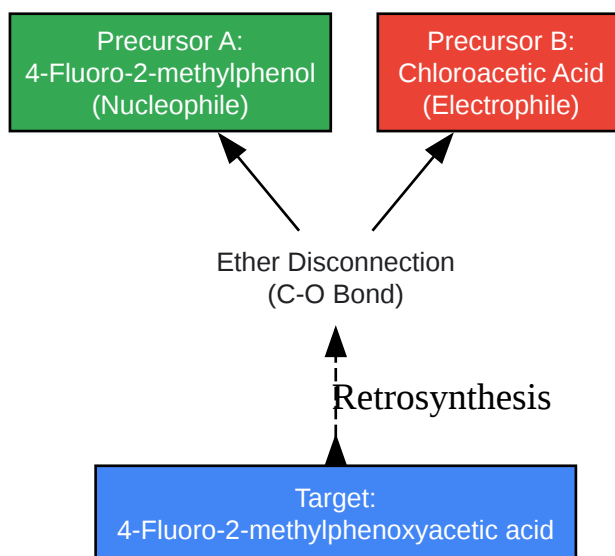 Precursor A:
4-Fluoro-2-methylphenol
(Nucleophile)
Precursor B:
Chloroacetic Acid
(Electrophile)
Ether Disconnection
(C-O Bond)
Retrosynthesis
Target:
4-Fluoro-2-methylphenoxyacetic acid